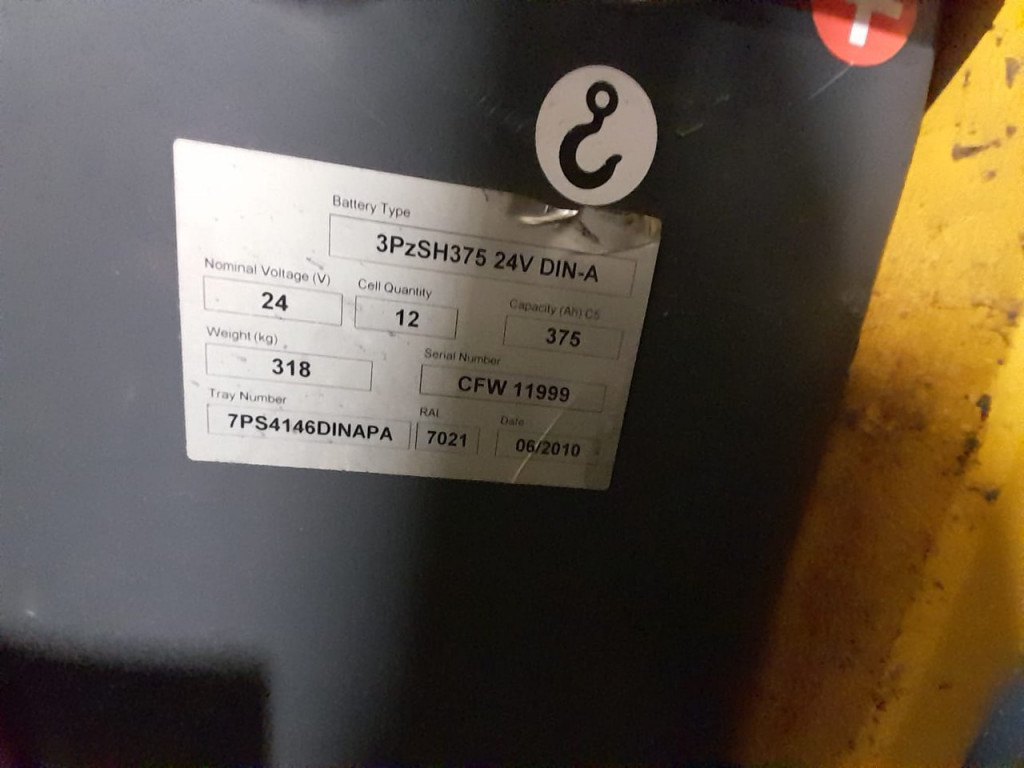 Battery Type
3PzSH375 24V DIN-A
Nominal Voltage (V) Cell Quantity Capacity (Ah) C5
24 12 375
Weight (kg) Serial Number
318 CFW 11999
Tray Number RAL Date
7PS4146DINAPA 7021 06/2010